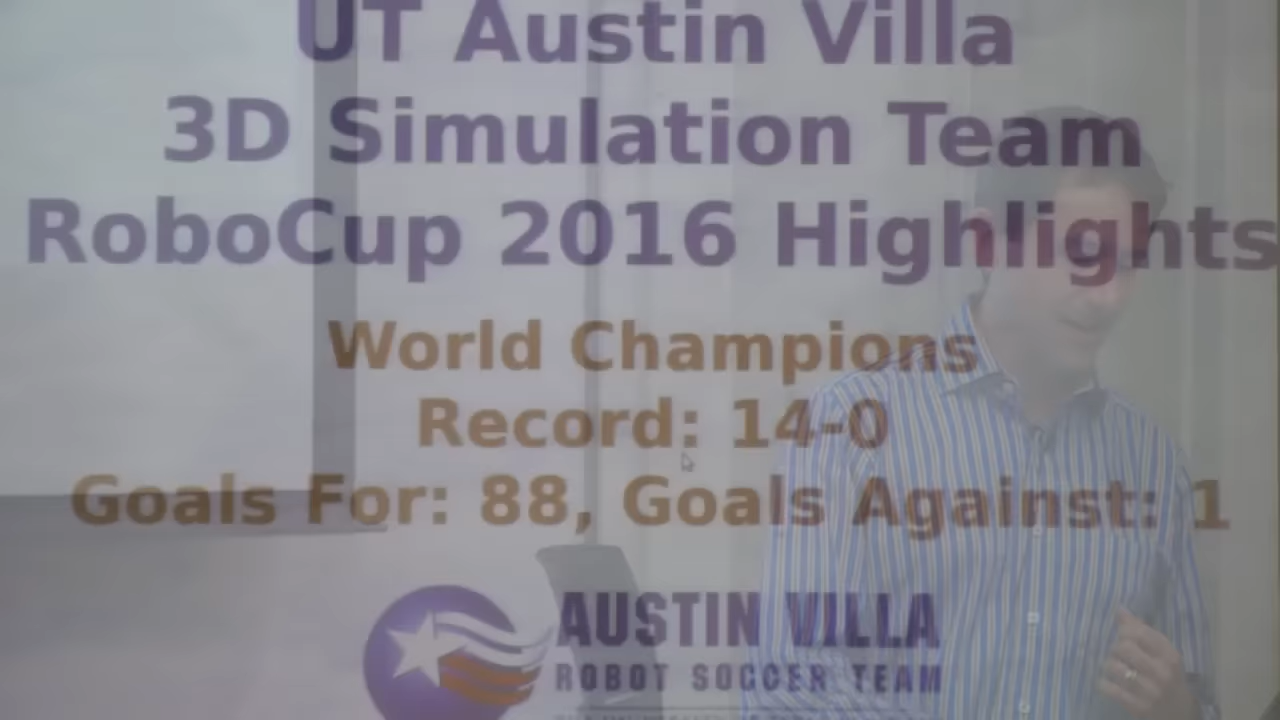 UT Austin Villa
3D Simulation Team
RoboCup 2016 Highlights
World Champions
Record: 14-0
Goals For: 88, Goals Against: 1
AUSTIN VILLA
ROBOT SOCCER TEAM